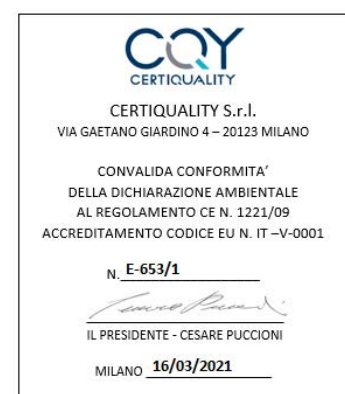 CQY
CERTIQUALITY
CERTIQUALITY S.r.l.
VIA GAETANO GIARDINO 4 – 20123 MILANO
CONVALIDA CONFORMITA’
DELLA DICHIARAZIONE AMBIENTALE
AL REGOLAMENTO CE N. 1221/09
ACCREDITAMENTO CODICE EU N. IT –V-0001
N. E-653/1
IL PRESIDENTE - CESARE PUCCIONI
MILANO 16/03/2021